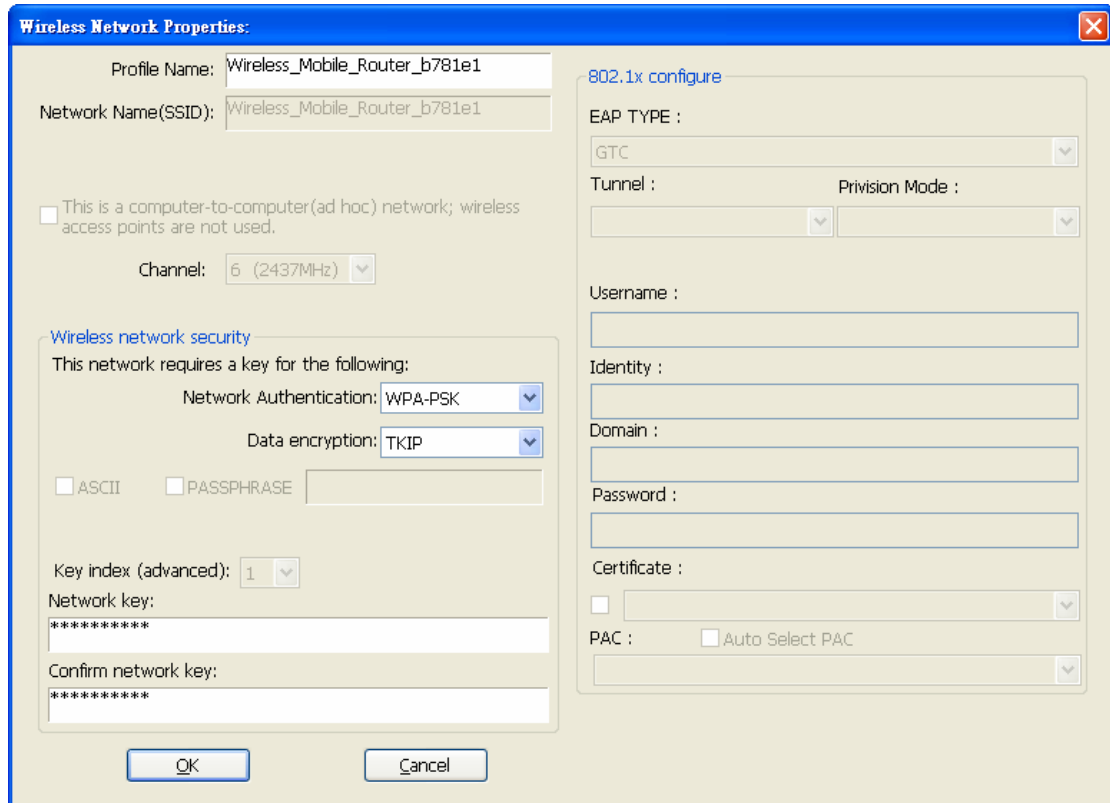 Wireless Network Properties:
Profile Name: Wireless_Mobile_Router_b781e1
Network Name(SSID): Wireless_Mobile_Router_b781e1
This is a computer-to-computer(ad hoc) network; wireless
access points are not used.
Channel: 6 (2437MHz)
Wireless network security
This network requires a key for the following:
Network Authentication: WPA-PSK
Data encryption: TKIP
ASCII PASSPHRASE
Key index (advanced): 1
Network key:
**********
Confirm network key:
**********
OK Cancel
802.1x configure
EAP TYPE :
GTC
Tunnel : Privision Mode :
Username :
Identity :
Domain :
Password :
Certificate :
PAC : Auto Select PAC